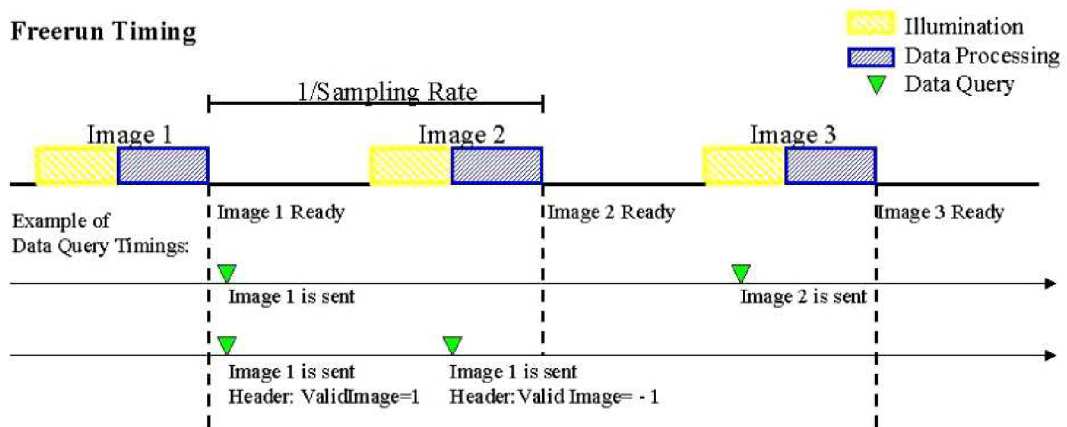 Freerun Timing
Illumination
Data Processing
Data Query
1/Sampling Rate
Image 1
Image 2
Image 3
Image 1 Ready
Image 2 Ready
Image 3 Ready
Example of
Data Query Timings:
Image 1 is sent
Image 2 is sent
Image 1 is sent
Header: ValidImage=1
Image 1 is sent
Header:Valid Image= - 1